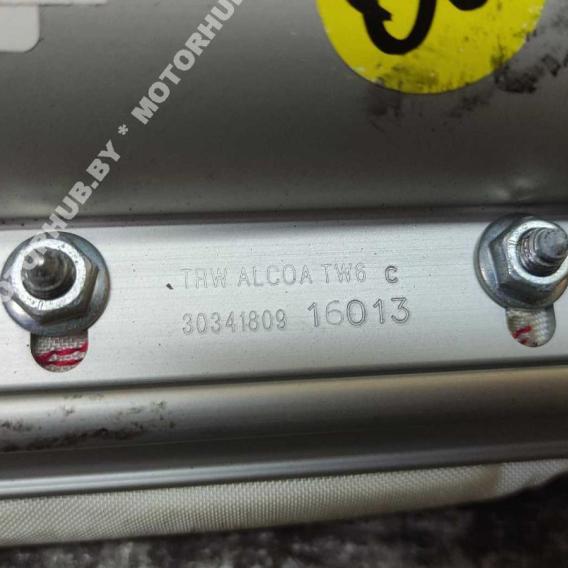 MOTORHUB.BY * MOTORHUB
TRW ALCOA TW6 C
30341809 16013